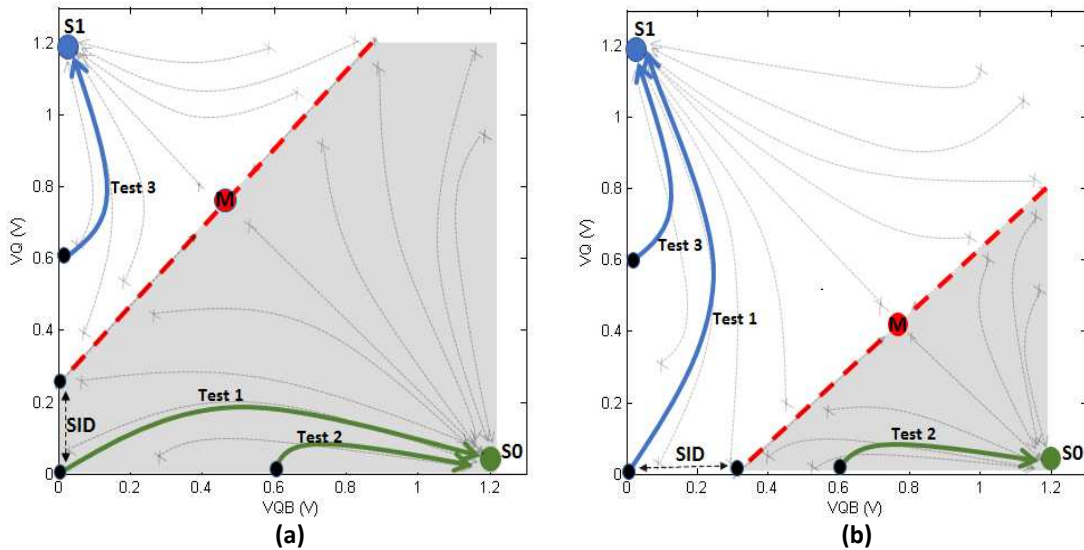 S1
1.2
1
Test 3
0.8
M
VQ (V)
0.6
0.4
0.2
SID
Test 1
Test 2
S0
0
0 0.2 0.4 0.6 0.8 1 1.2
VQB (V)
(a)
S1
1.2
1
0.8
VQ (V)
0.6
Test 3
Test 1
M
0.4
0.2
SID
Test 2
S0
0
0 0.2 0.4 0.6 0.8 1 1.2
VQB (V)
(b)